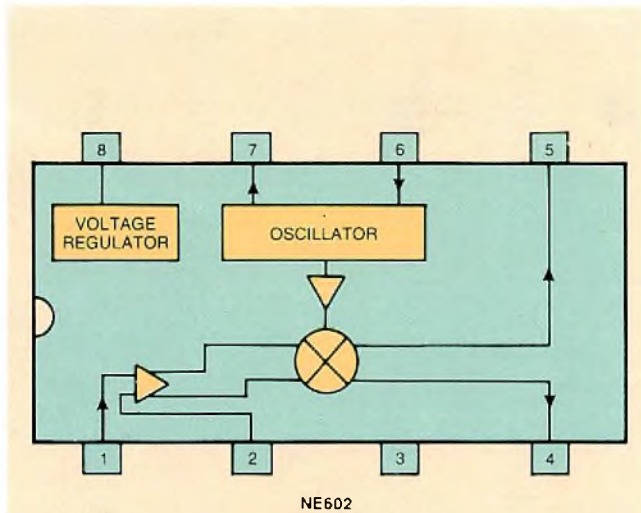 8 7 6 5
VOLTAGE
REGULATOR
OSCILLATOR
1 2 3 4
NE602